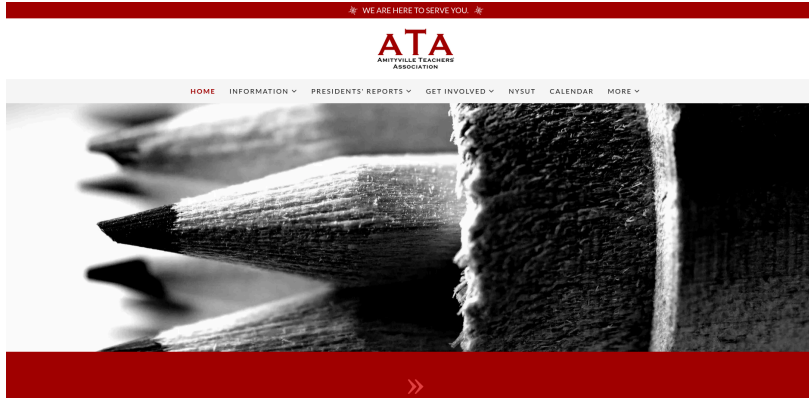 WE ARE HERE TO SERVE YOU.
ATA
AMITYVILLE TEACHERS'
ASSOCIATION
HOME INFORMATION PRESIDENTS' REPORTS GET INVOLVED NYSUT CALENDAR MORE